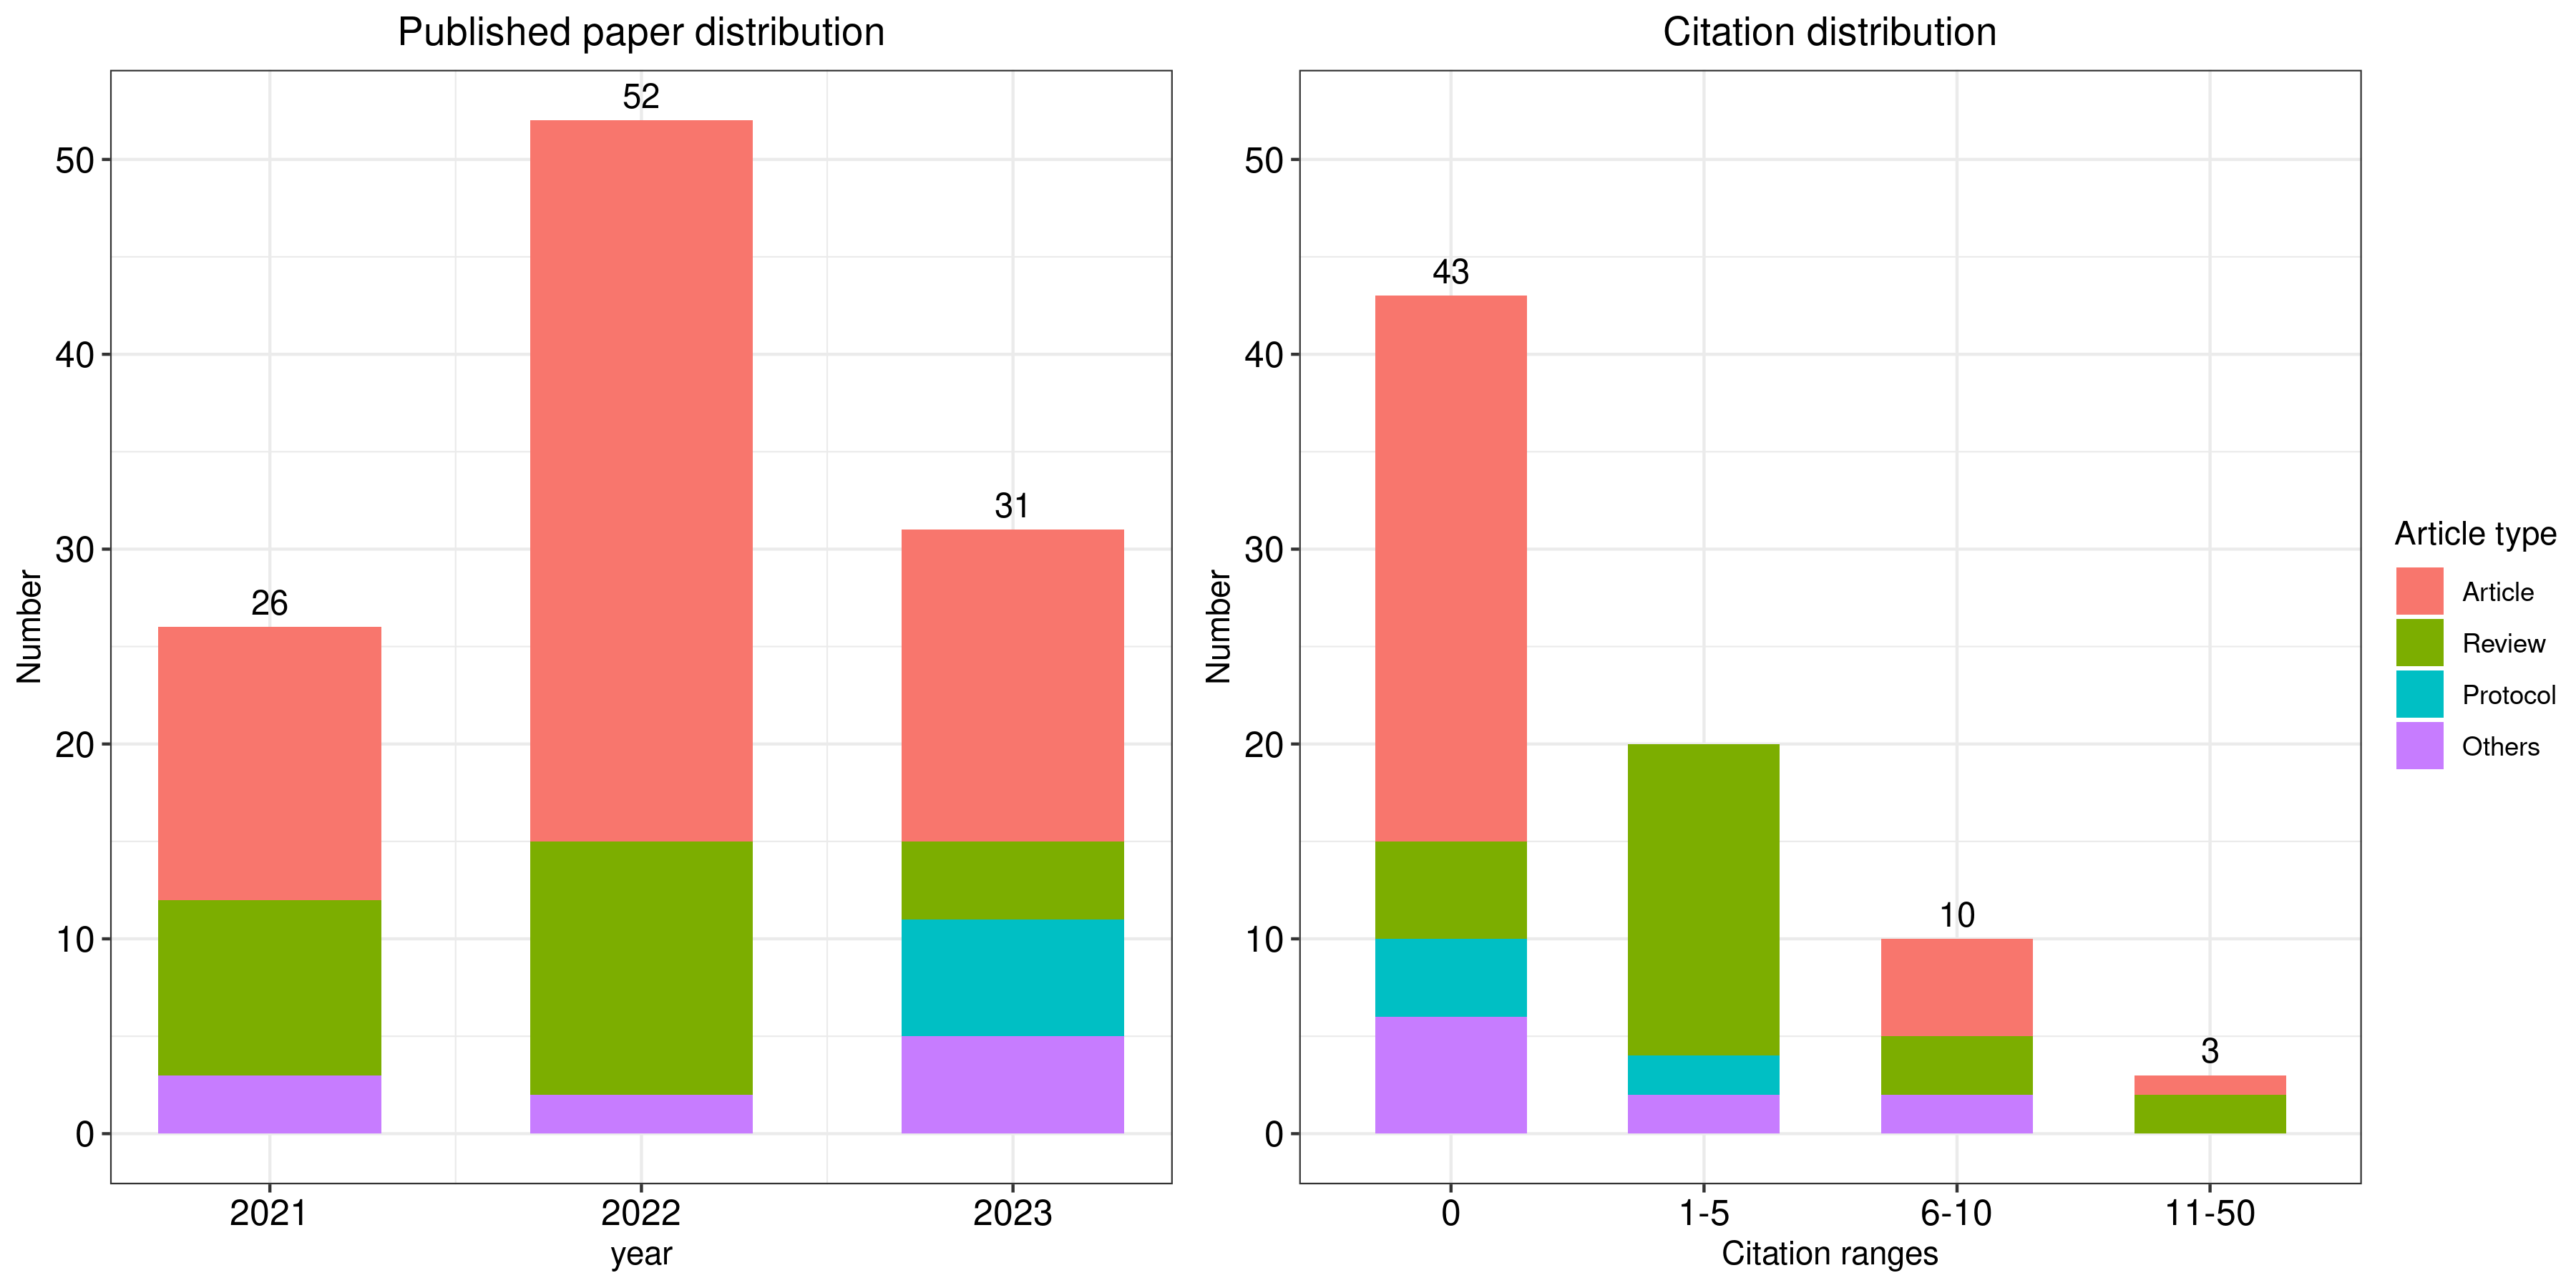 Published paper distribution
Number
50
40
30
20
10
0
26
52
31
2021 2022 2023
year
Citation distribution
Number
50
40
30
20
10
0
43
10
3
0 1-5 6-10 11-50
Citation ranges
Article type
Article
Review
Protocol
Others